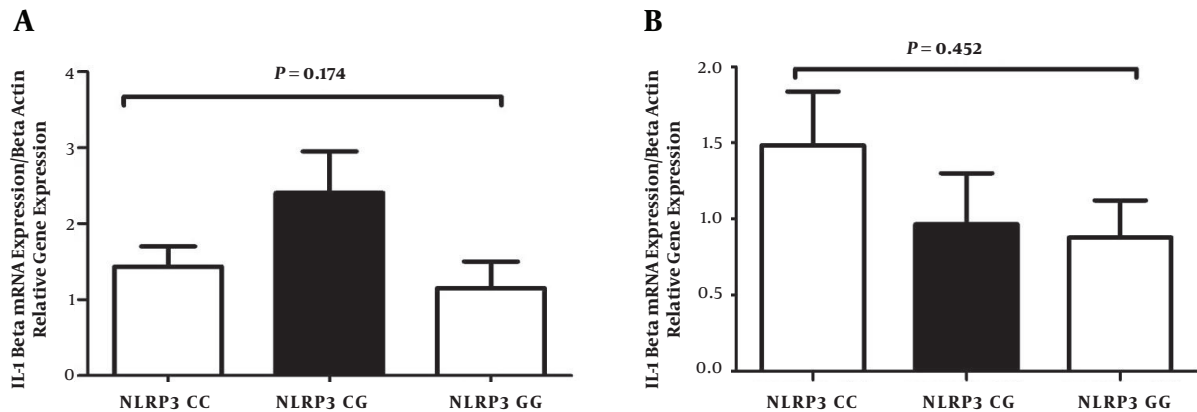 A
IL-1 Beta mRNA Expression/Beta Actin
Relative Gene Expression
4
3
2
1
0
P = 0.174
NLRP3 CC
NLRP3 CG
NLRP3 GG
B
IL-1 Beta mRNA Expression/Beta Actin
Relative Gene Expression
2.0
1.5
1.0
0.5
0.0
P = 0.452
NLRP3 CC
NLRP3 CG
NLRP3 GG